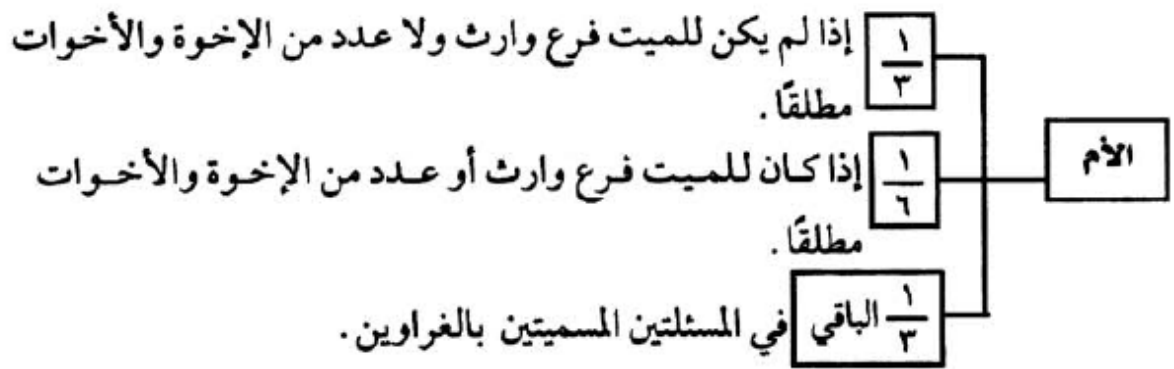 الأم
١/٣ إذا لم يكن للميت فرع وارث ولا عدد من الإخوة والأخوات
مطلقًا .
١/٦ إذا كان للميت فرع وارث أو عدد من الإخوة والأخوات
مطلقًا .
١/٣ الباقي في المسئلتين المسميتين بالغراوين .